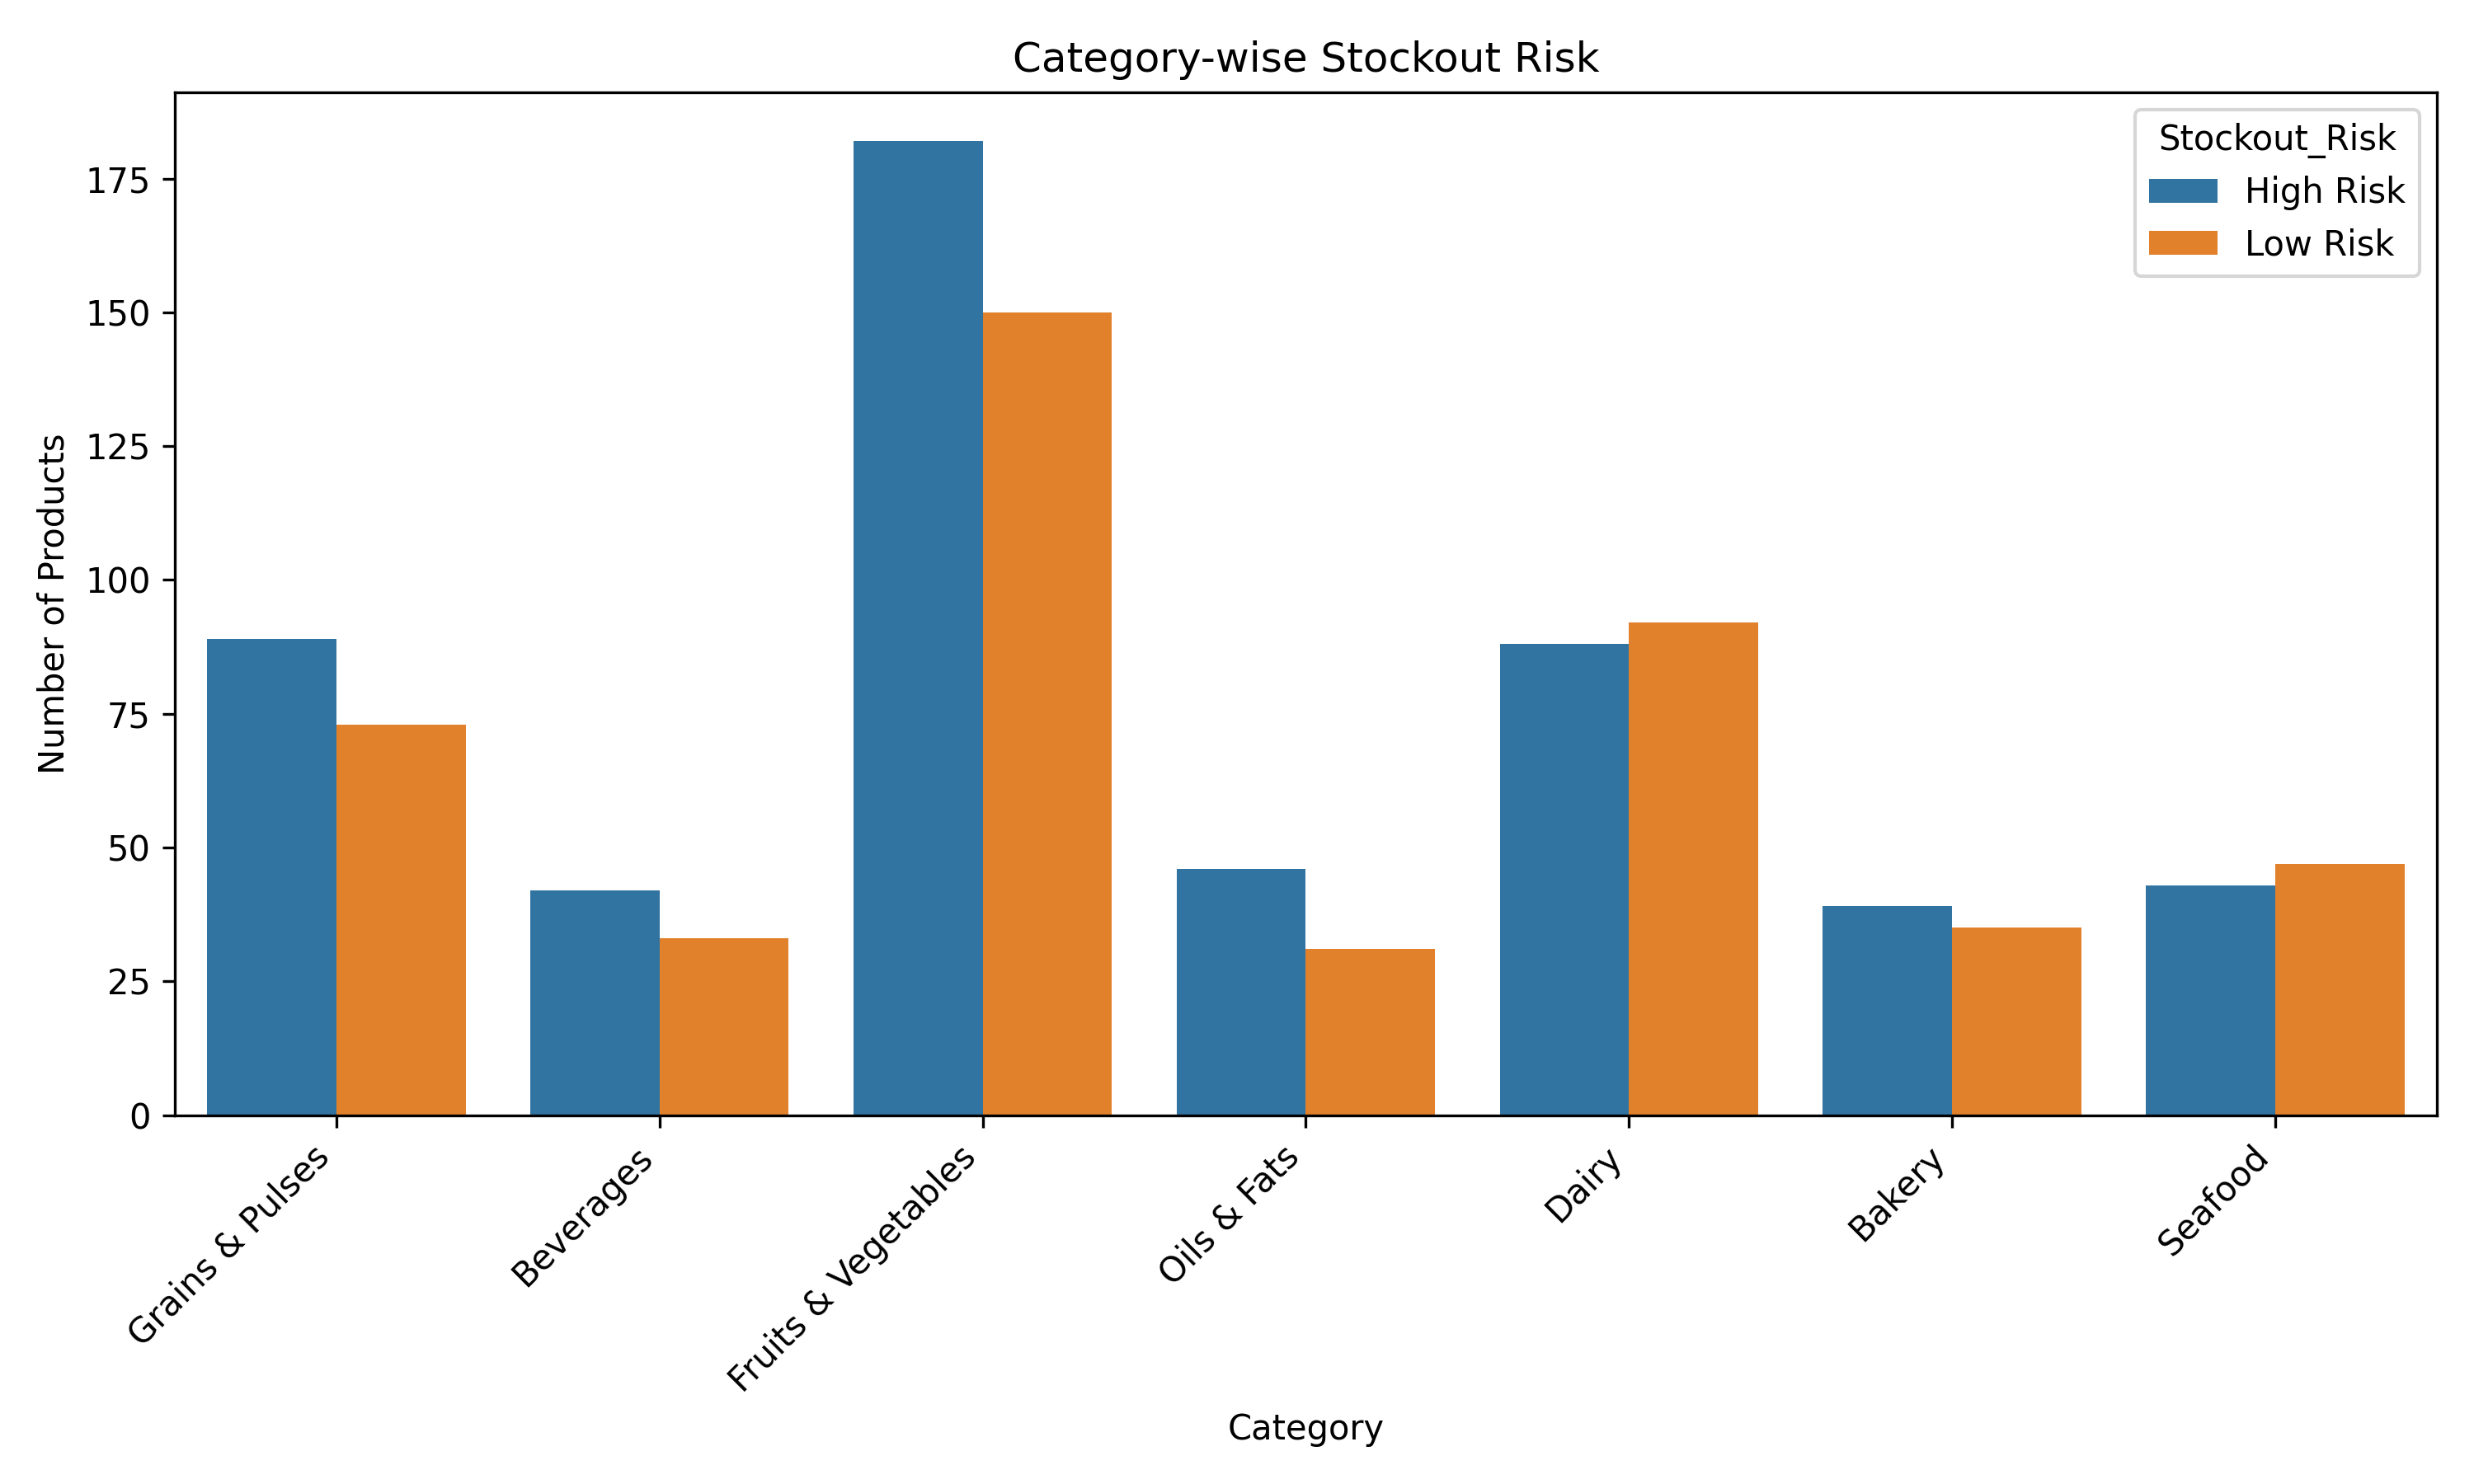 Category-wise Stockout Risk
Stockout_Risk
High Risk
Low Risk
Number of Products
175
150
125
100
75
50
25
0
Grains & Pulses
Beverages
Fruits & Vegetables
Oils & Fats
Dairy
Bakery
Seafood
Category